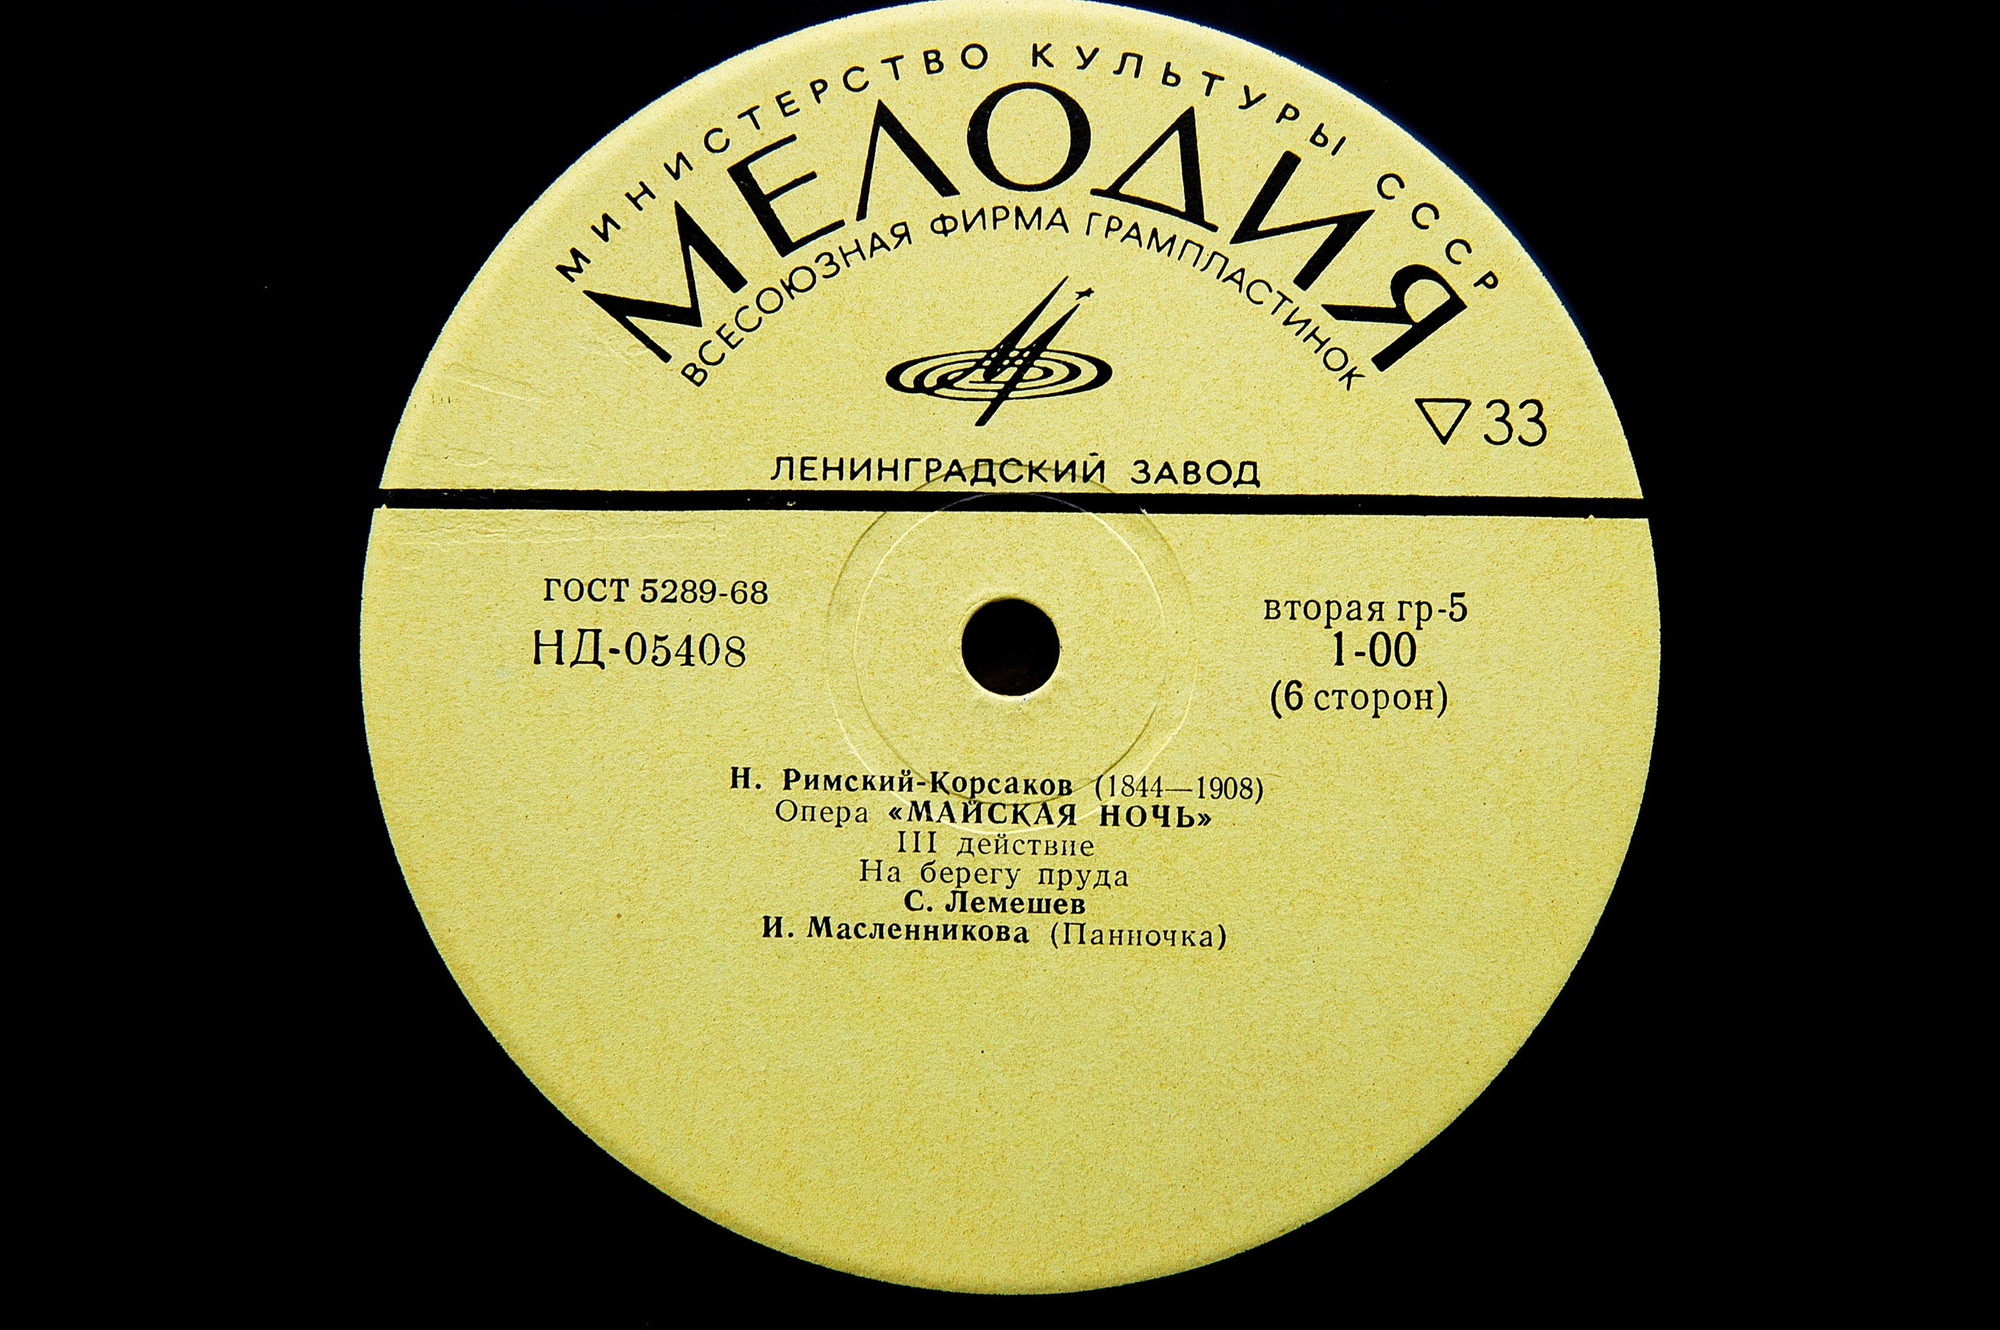 МИНИСТЕРСТВО КУЛЬТУРЫ СССР
МЕЛОДИЯ
ВСЕСОЮЗНАЯ ФИРМА ГРАМПЛАСТИНОК
▽33
ЛЕНИНГРАДСКИЙ ЗАВОД
ГОСТ 5289-68
НД-05408
вторая гр-5
1-00
(6 сторон)
Н. Римский-Корсаков (1844—1908)
Опера «МАЙСКАЯ НОЧЬ»
III действие
На берегу пруда
С. Лемешев
И. Масленникова (Панночка)